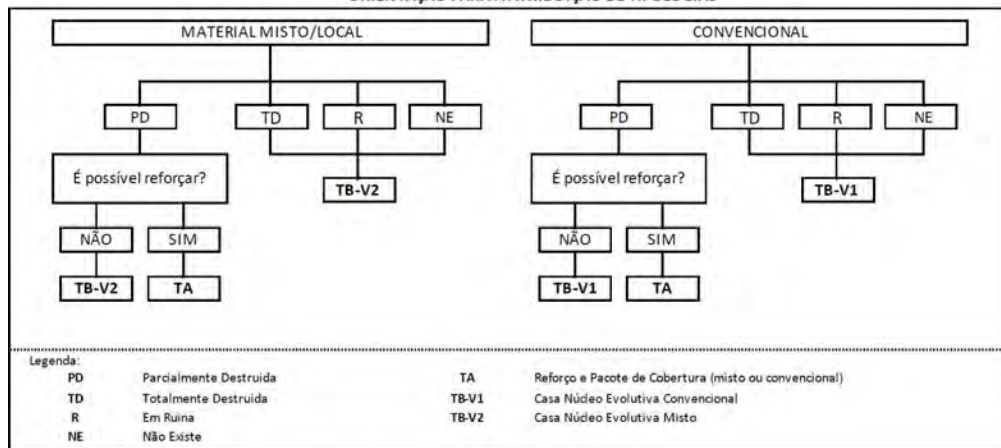 MATERIAL MISTO/LOCAL CONVENCIONAL
PD TD R NE PD TD R NE
É possível reforçar? É possível reforçar?
TB-V2 TB-V1
NÃO SIM NÃO SIM
TB-V2 TA TB-V1 TA
Legenda:
PD Parcialmente Destruida TA Reforço e Pacote de Cobertura (misto ou convencional)
TD Totalmente Destruida TB-V1 Casa Núcleo Evolutiva Convencional
R Em Ruina TB-V2 Casa Núcleo Evolutiva Misto
NE Não Existe